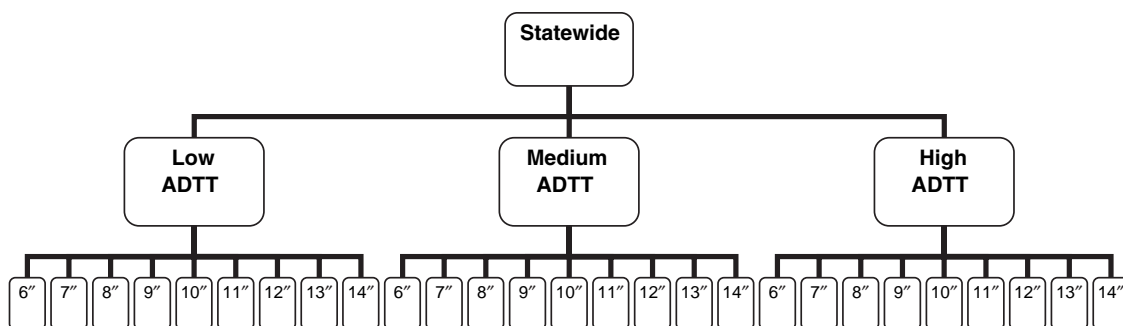 Statewide
Low
ADTT
Medium
ADTT
High
ADTT
6″ 7″ 8″ 9″ 10″ 11″ 12″ 13″ 14″ 6″ 7″ 8″ 9″ 10″ 11″ 12″ 13″ 14″ 6″ 7″ 8″ 9″ 10″ 11″ 12″ 13″ 14″